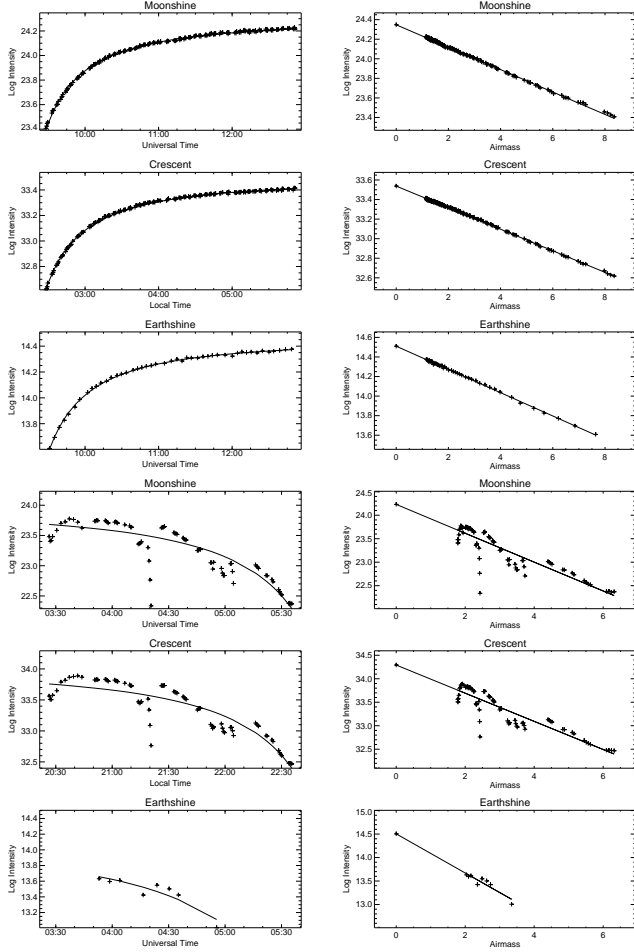 Moonshine
Log Intensity
24.2
24.0
23.8
23.6
23.4
10:00 11:00 12:00
Universal Time
Moonshine
Log Intensity
24.4
24.2
24.0
23.8
23.6
23.4
23.2
0 2 4 6 8
Airmass
Crescent
Log Intensity
33.4
33.2
33.0
32.8
03:00 04:00 05:00
Local Time
Crescent
Log Intensity
33.6
33.4
33.2
33.0
32.8
32.6
0 2 4 6 8
Airmass
Earthshine
Log Intensity
14.4
14.2
14.0
13.8
10:00 11:00 12:00
Universal Time
Earthshine
Log Intensity
14.6
14.4
14.2
14.0
13.8
13.6
0 2 4 6 8
Airmass
Moonshine
Log Intensity
24.0
23.5
23.0
22.5
03:30 04:00 04:30 05:00 05:30
Universal Time
Moonshine
Log Intensity
24.5
24.0
23.5
23.0
22.5
0 2 4 6
Airmass
Crescent
Log Intensity
34.0
33.5
33.0
32.5
20:30 21:00 21:30 22:00 22:30
Local Time
Crescent
Log Intensity
34.5
34.0
33.5
33.0
32.5
0 2 4 6
Airmass
Earthshine
Log Intensity
14.4
14.2
14.0
13.8
13.6
13.4
13.2
03:30 04:00 04:30 05:00 05:30
Universal Time
Earthshine
Log Intensity
15.0
14.5
14.0
13.5
13.0
0 2 4 6
Airmass